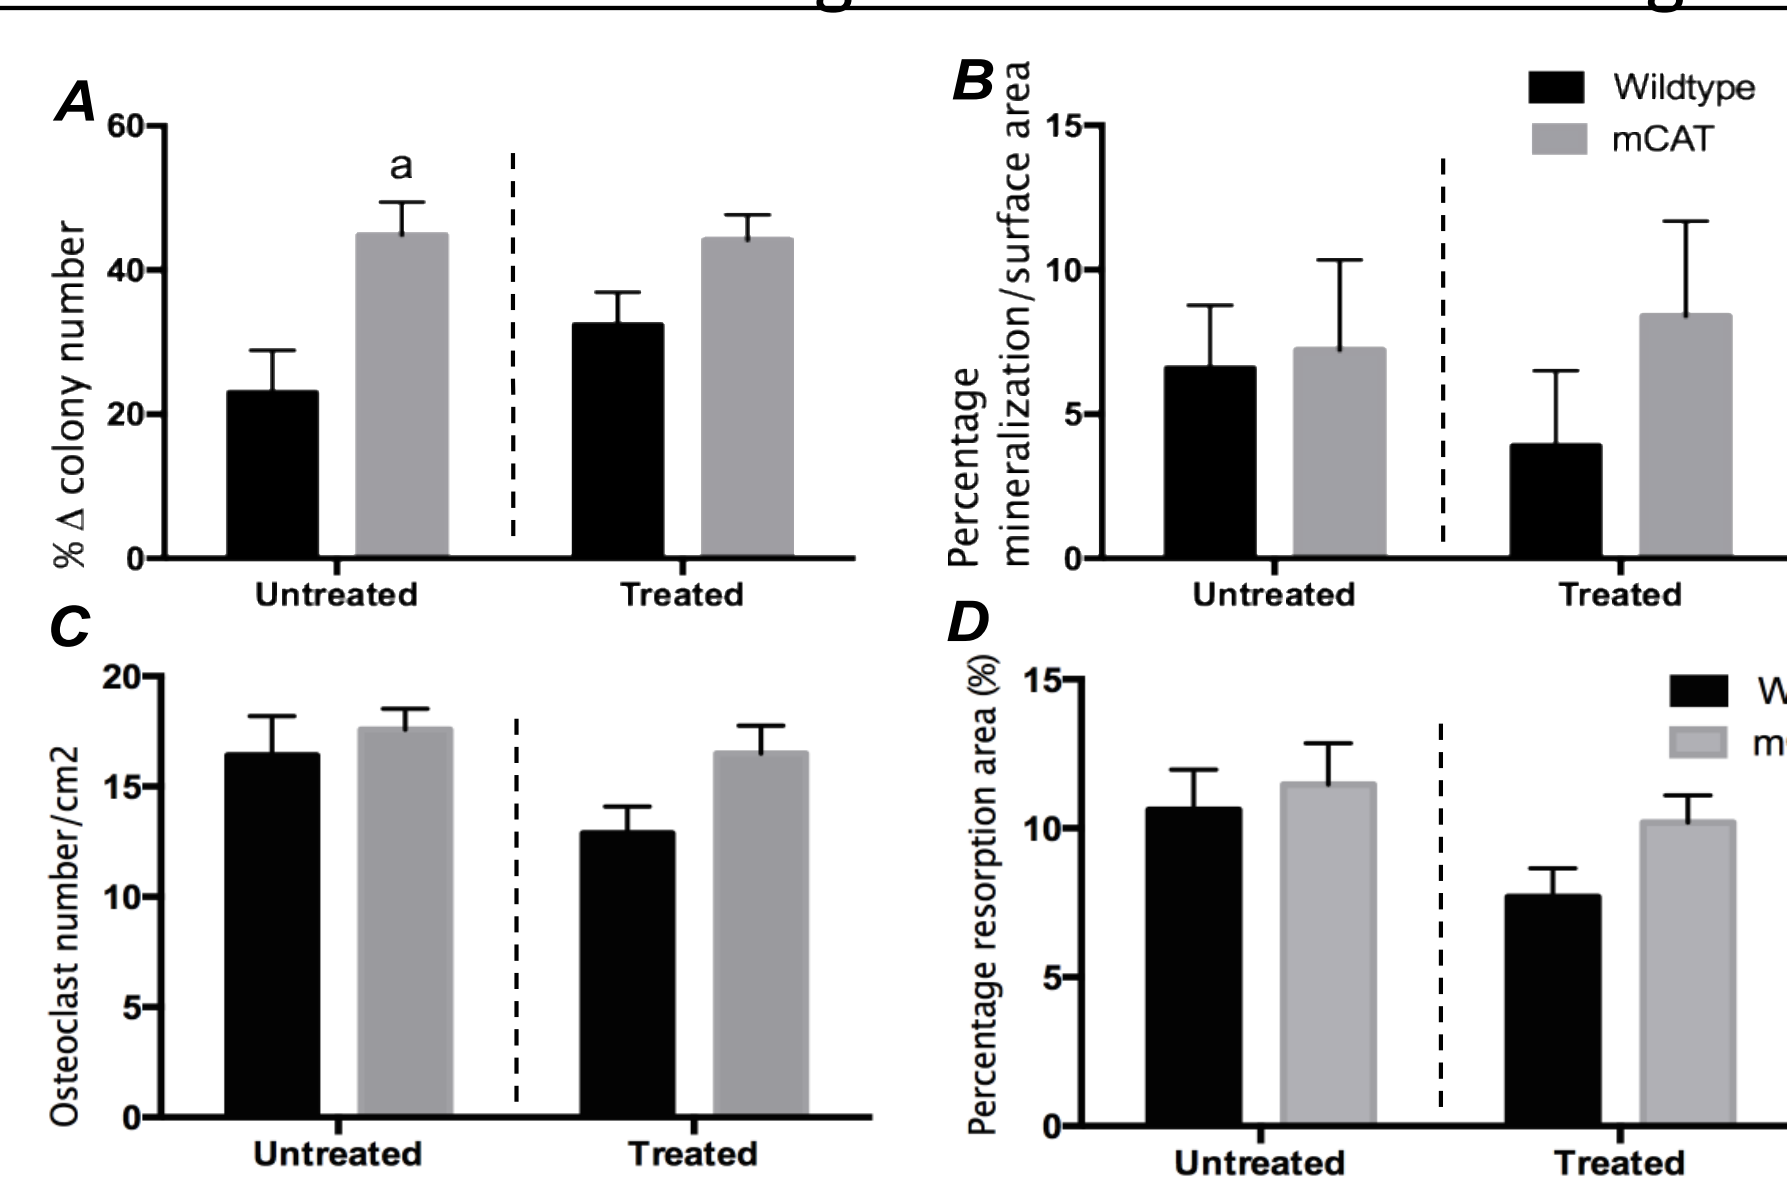 A
% Δ colony number
60
40
20
0
a
Untreated
Treated
B
Percentage
mineralization/surface area
15
10
5
0
Wildtype
mCAT
Untreated
Treated
C
Osteoclast number/cm2
20
15
10
5
0
Untreated
Treated
D
Percentage resorption area (%)
15
10
5
0
Untreated
Treated